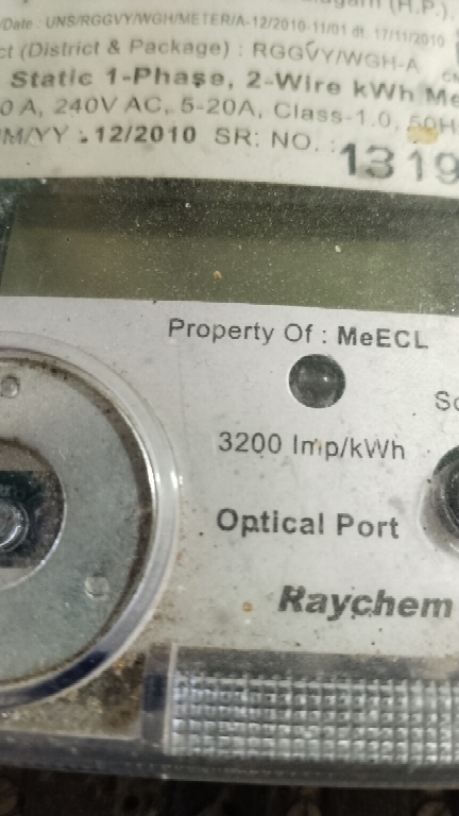 (H.P.).
/Date : UNS/RGGVY/WGH/METER/A-12/2010-11/01 dt. 17/11/2010
ct (District & Package) : RGGVY/WGH-A
Static 1-Phase, 2-Wire kWh Me
0 A, 240V AC, 5-20A, Class-1.0, 50H
M/YY : 12/2010 SR: NO. : 1319
Property Of : MeECL
3200 Imp/kWh
Optical Port
Raychem